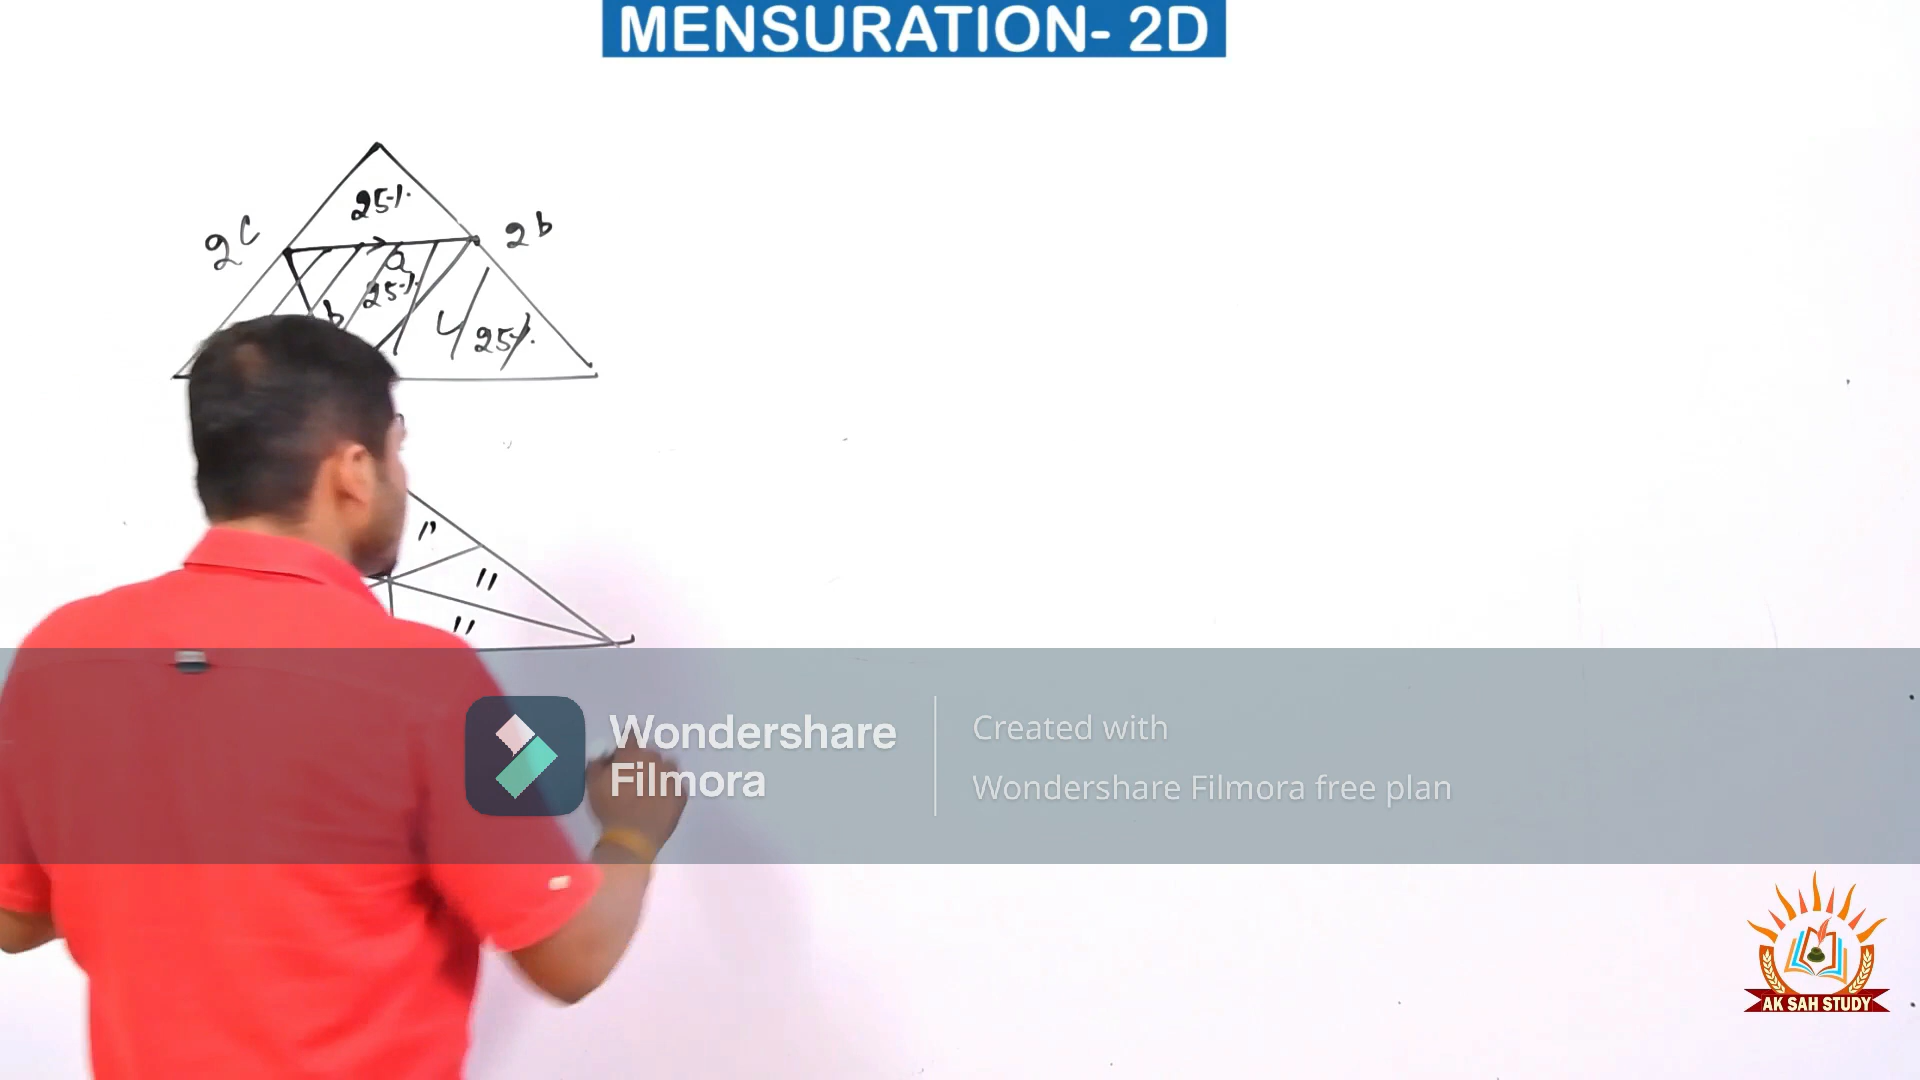 MENSURATION- 2D
25%
2c
2b
a
25%
b
4
25%
"
"
"
Wondershare
Filmora
Created with
Wondershare Filmora free plan
AK SAH STUDY